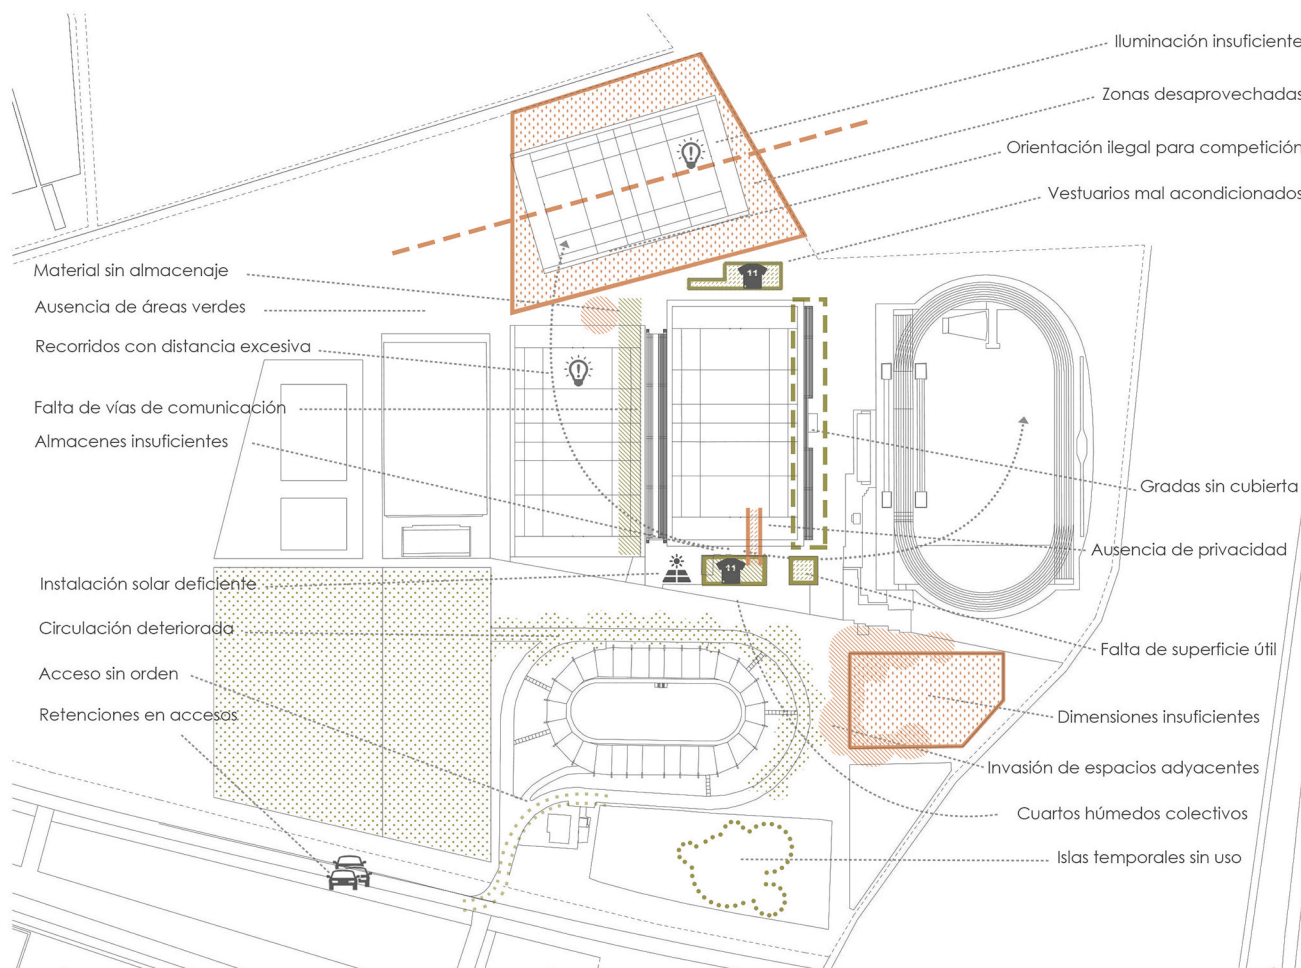 Iluminación insuficiente
Zonas desaprovechadas
Orientación ilegal para competición
Vestuarios mal acondicionados
11
Material sin almacenaje
Ausencia de áreas verdes
Recorridos con distancia excesiva
Falta de vías de comunicación
Almacenes insuficientes
Gradas sin cubierta
Ausencia de privacidad
11
Instalación solar deficiente
Circulación deteriorada
Acceso sin orden
Retenciones en accesos
Falta de superficie útil
Dimensiones insuficientes
Invasión de espacios adyacentes
Cuartos húmedos colectivos
Islas temporales sin uso